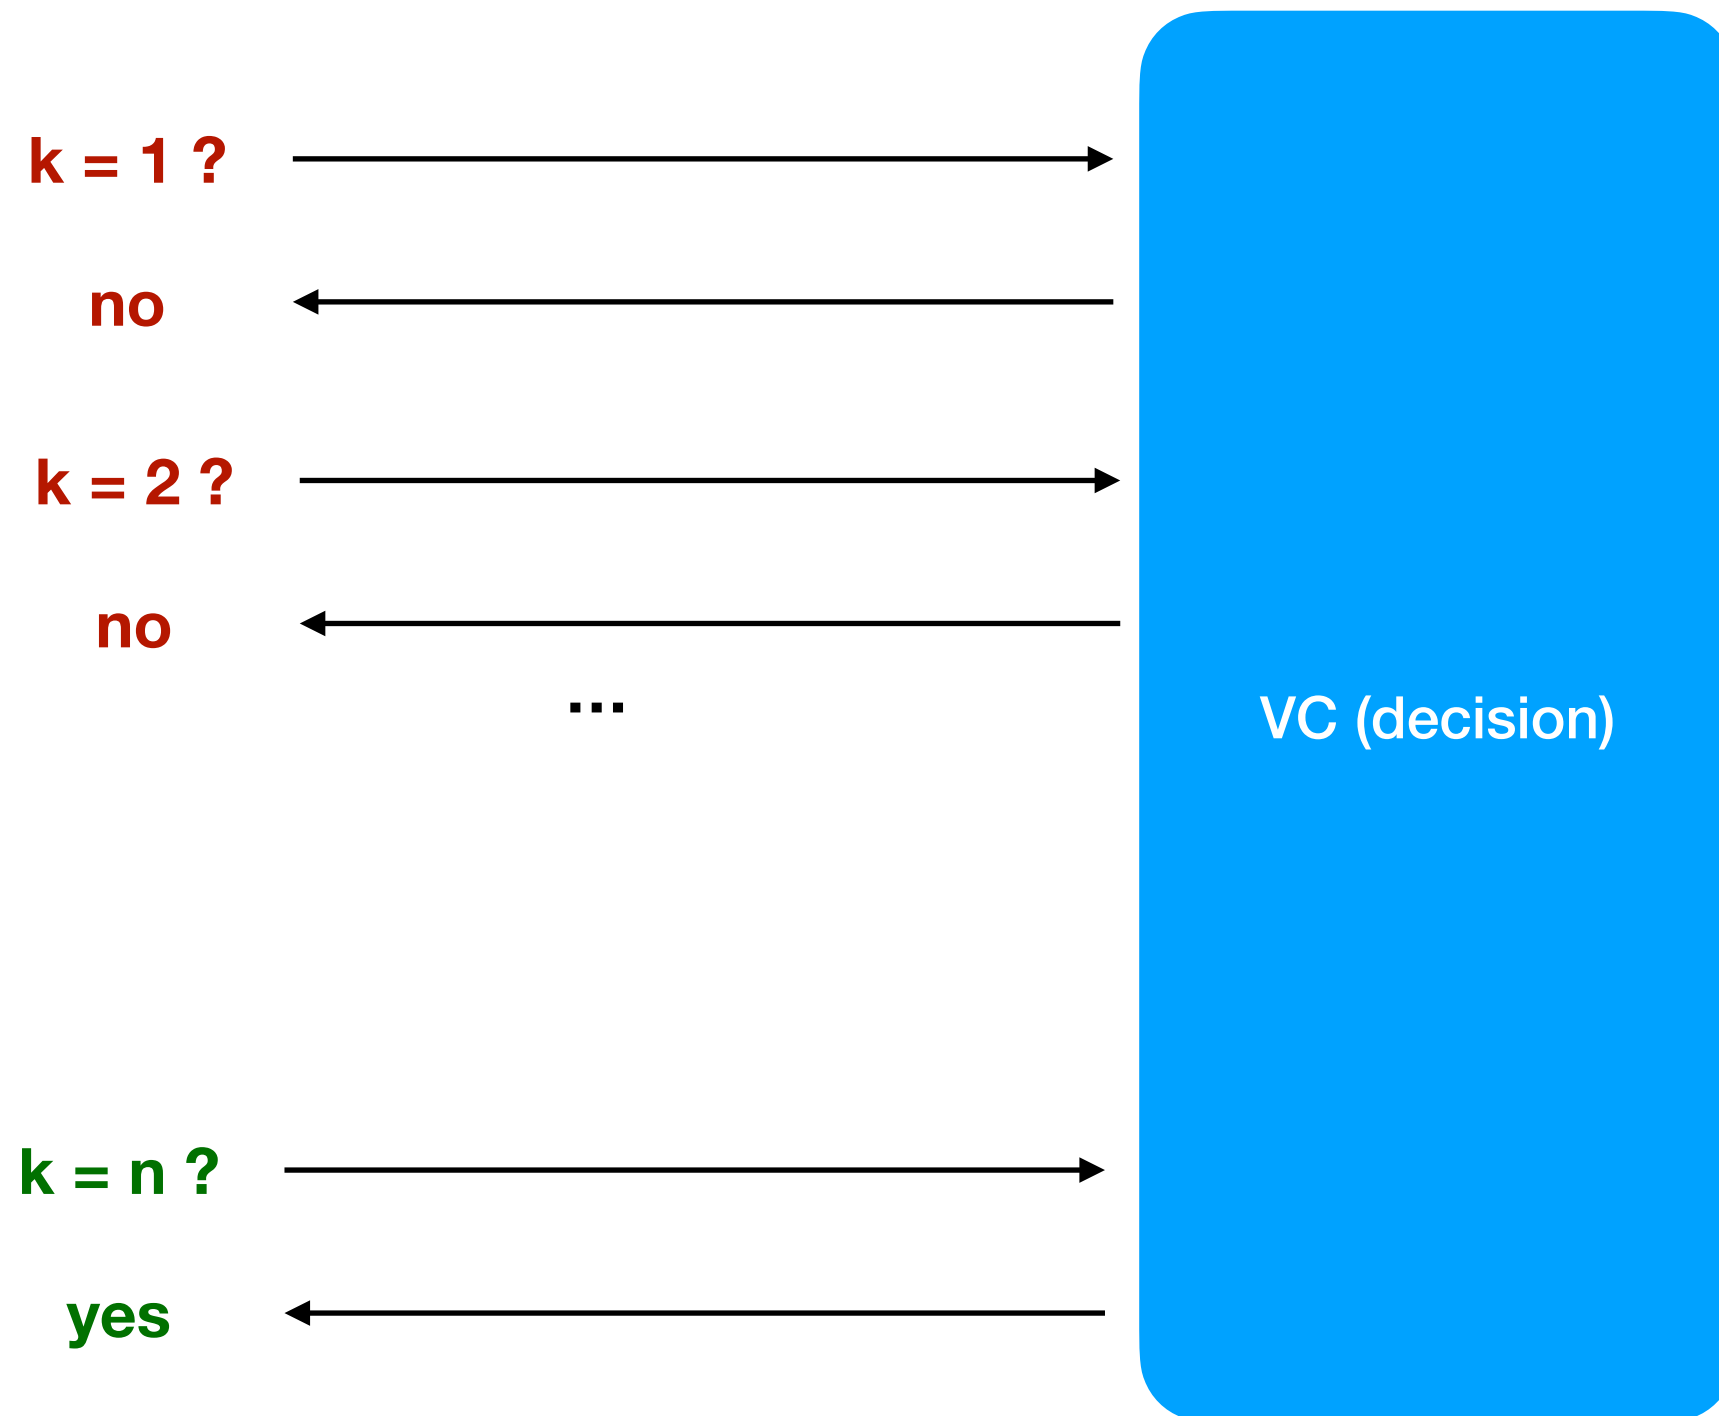 k = 1 ?
no
k = 2 ?
no
...
VC (decision)
k = n ?
yes